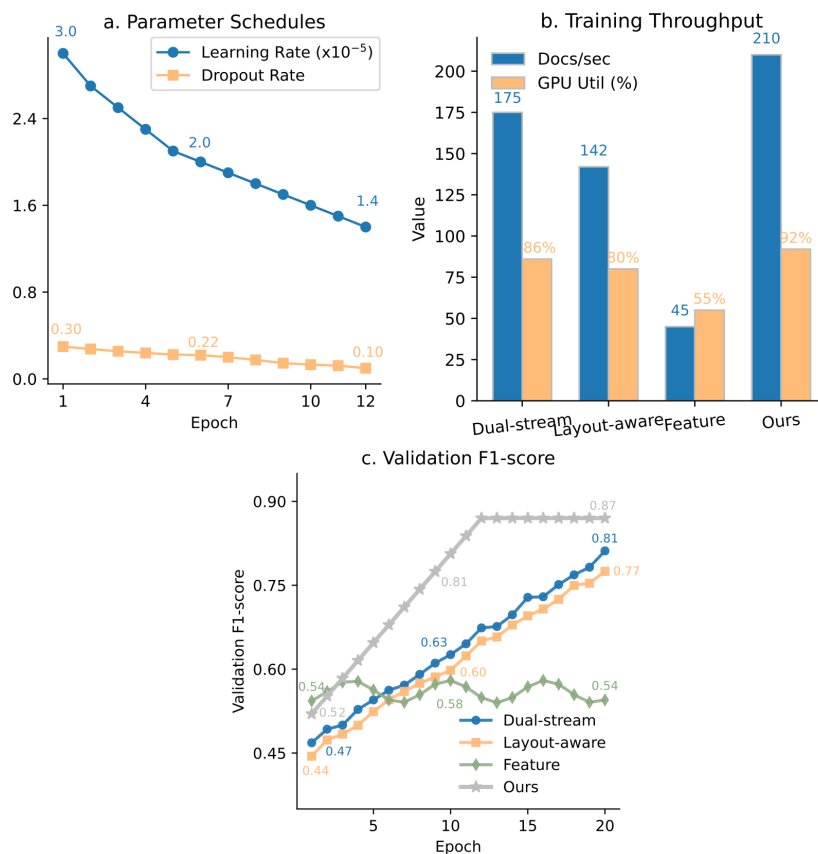 a. Parameter Schedules
3.0
Learning Rate (x10⁻⁵)
Dropout Rate
2.4
2.0
1.6
1.4
0.8
0.30
0.22
0.10
0.0
1 4 7 10 12
Epoch
b. Training Throughput
210
Docs/sec
GPU Util (%)
200
175
175
150
142
Value
125
100
92%
86%
80%
75
55%
50
45
25
0
Dual-stream Layout-aware Feature Ours
c. Validation F1-score
0.90
0.87
0.81
0.81
0.77
0.75
Validation F1-score
0.63
0.60
0.60
0.54
0.54
0.58
0.52
Dual-stream
Layout-aware
Feature
Ours
0.47
0.45
0.44
5 10 15 20
Epoch